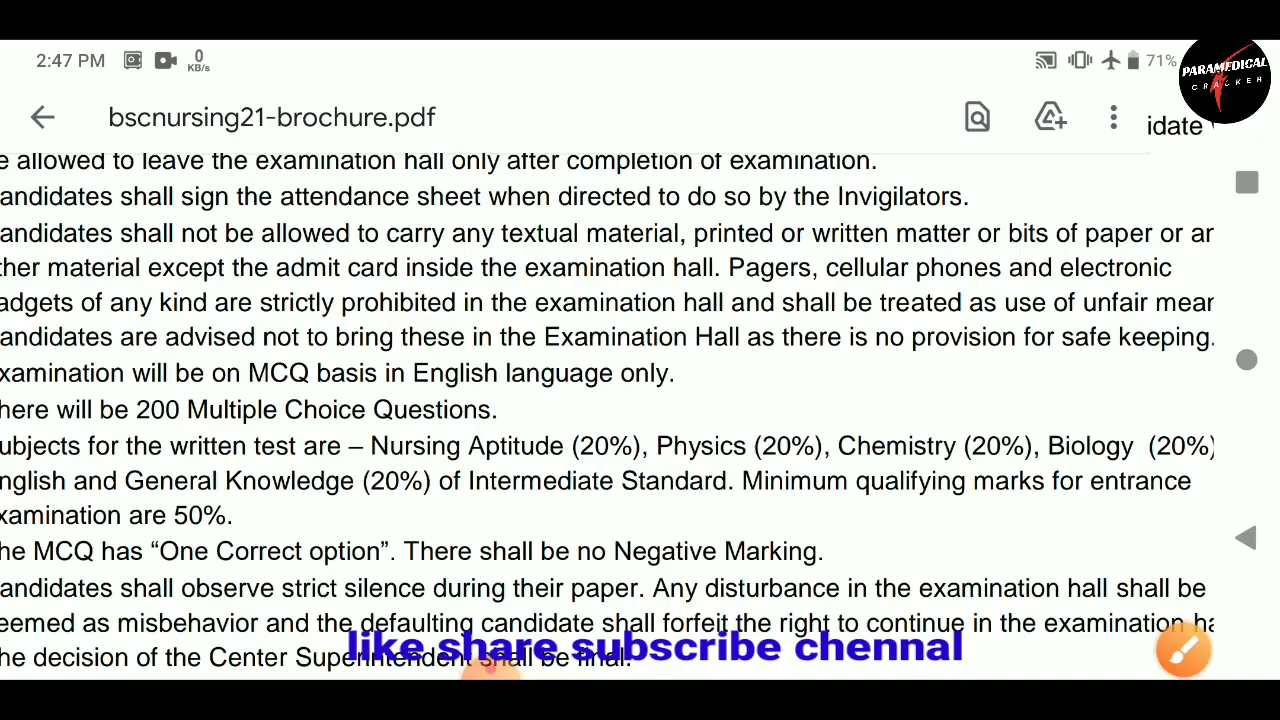 2:47 PM 0 KB/s 71%
PARAMEDICAL
CRACKER
bscnursing21-brochure.pdf
idate
e allowed to leave the examination hall only after completion of examination.
andidates shall sign the attendance sheet when directed to do so by the Invigilators.
andidates shall not be allowed to carry any textual material, printed or written matter or bits of paper or ar
ther material except the admit card inside the examination hall. Pagers, cellular phones and electronic
adgets of any kind are strictly prohibited in the examination hall and shall be treated as use of unfair mear
andidates are advised not to bring these in the Examination Hall as there is no provision for safe keeping.
xamination will be on MCQ basis in English language only.
here will be 200 Multiple Choice Questions.
ubjects for the written test are – Nursing Aptitude (20%), Physics (20%), Chemistry (20%), Biology (20%)
nglish and General Knowledge (20%) of Intermediate Standard. Minimum qualifying marks for entrance
xamination are 50%.
he MCQ has “One Correct option”. There shall be no Negative Marking.
andidates shall observe strict silence during their paper. Any disturbance in the examination hall shall be
eemed as misbehavior and the defaulting candidate shall forfeit the right to continue in the examination ha
he decision of the Center Superintendent shall be final.
like share subscribe chennal